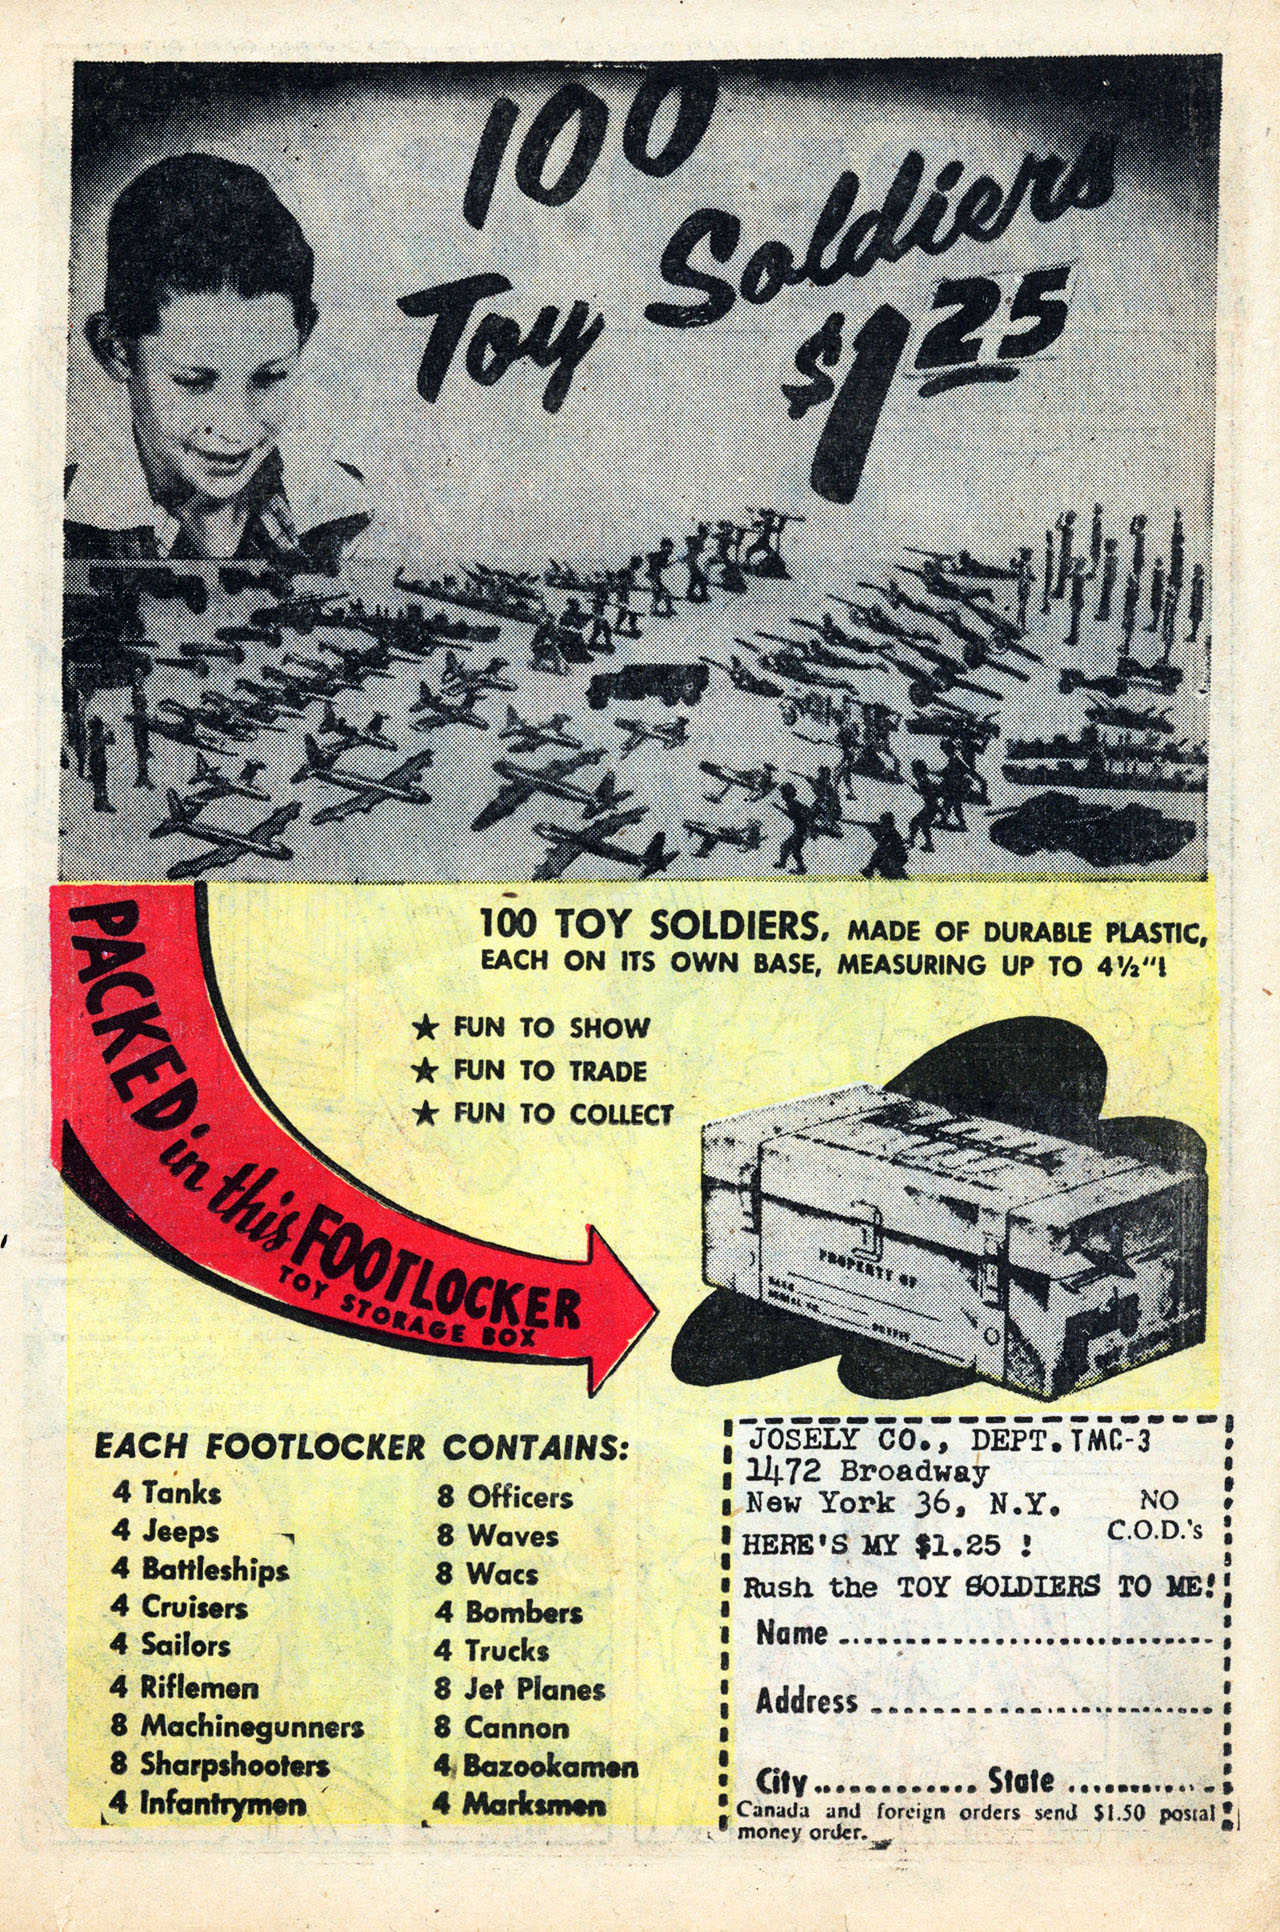 100
Toy Soldiers
$1.25
PACKED in this FOOTLOCKER
TOY STORAGE BOX
100 TOY SOLDIERS, MADE OF DURABLE PLASTIC,
EACH ON ITS OWN BASE, MEASURING UP TO 4½"!
★ FUN TO SHOW
★ FUN TO TRADE
★ FUN TO COLLECT
PROPERTY OF
EACH FOOTLOCKER CONTAINS:
4 Tanks
4 Jeeps
4 Battleships
4 Cruisers
4 Sailors
4 Riflemen
8 Machinegunners
8 Sharpshooters
4 Infantrymen
8 Officers
8 Waves
8 Wacs
4 Bombers
4 Trucks
8 Jet Planes
8 Cannon
4 Bazookamen
4 Marksmen
JOSELY CO., DEPT. TMC-3
1472 Broadway
New York 36, N.Y.
NO
C.O.D.'s
HERE'S MY $1.25 !
Rush the TOY SOLDIERS TO ME!
Name
Address
City State
Canada and foreign orders send $1.50 postal
money order.